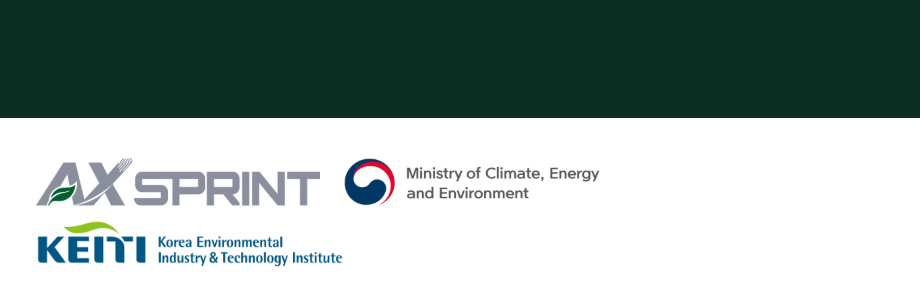 AX SPRINT
Ministry of Climate, Energy
and Environment
KEITI
Korea Environmental
Industry & Technology Institute